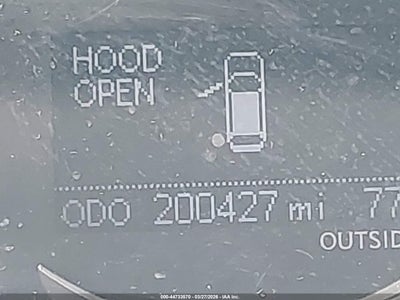 HOOD
OPEN
ODO 200427 mi 77
OUTSID
000-44733570 - 03/27/2026 - IAA Inc.